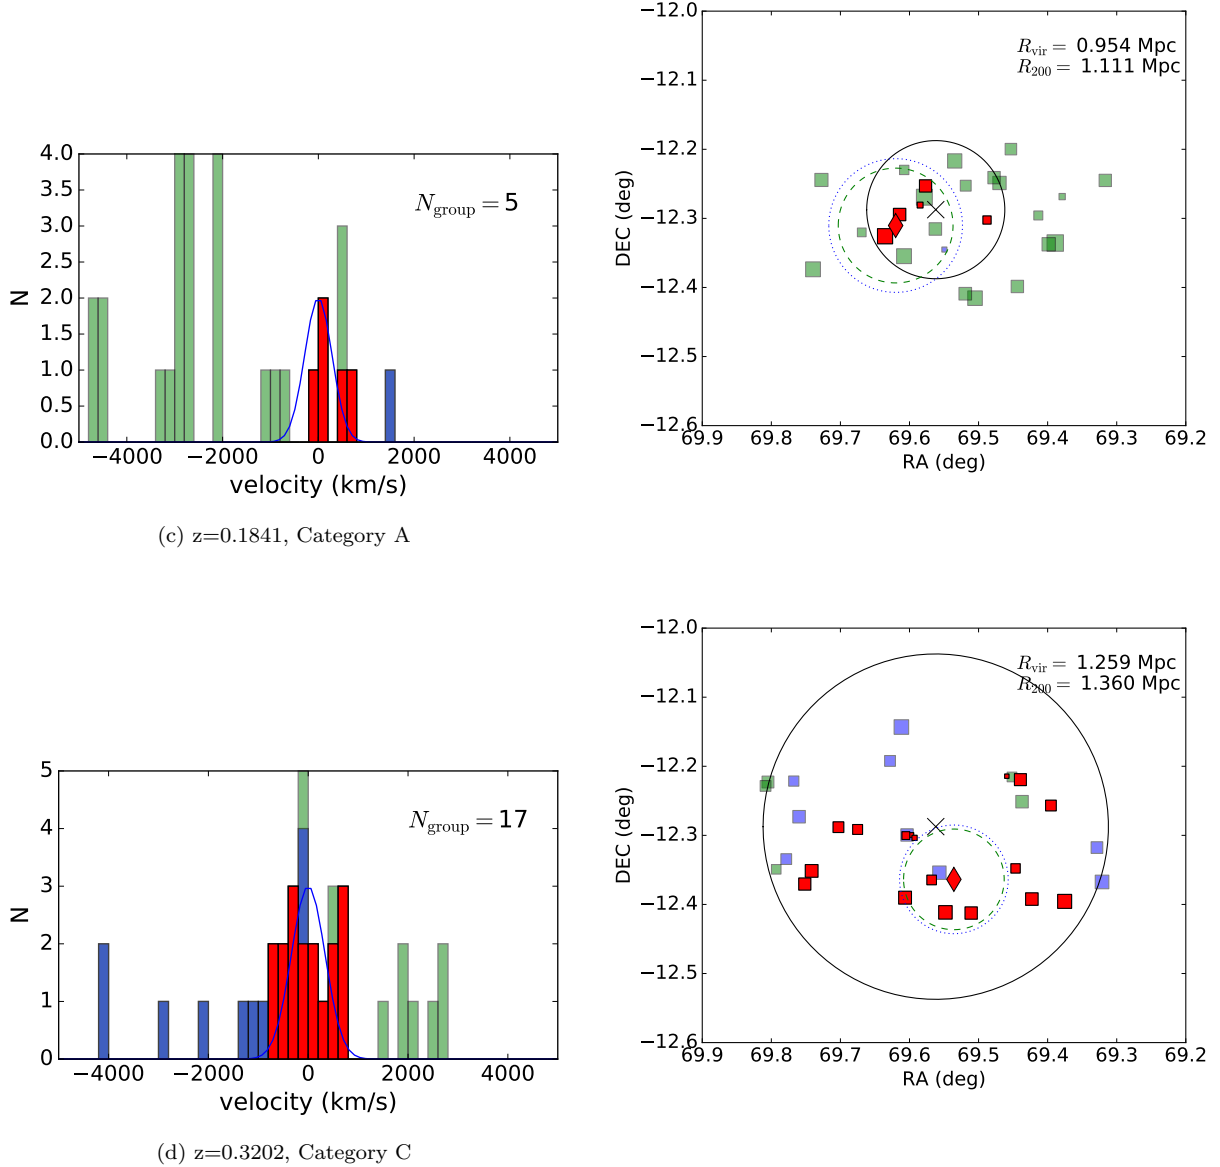 4.0
3.5
3.0
2.5
2.0
1.5
1.0
0.5
0.0
N
N_group = 5
−4000 −2000 0 2000 4000
velocity (km/s)
(c) z=0.1841, Category A
−12.0
−12.1
−12.2
−12.3
−12.4
−12.5
−12.6
DEC (deg)
R_vir = 0.954 Mpc
R_200 = 1.111 Mpc
69.9 69.8 69.7 69.6 69.5 69.4 69.3 69.2
RA (deg)
5
4
3
2
1
0
N
N_group = 17
−4000 −2000 0 2000 4000
velocity (km/s)
(d) z=0.3202, Category C
−12.0
−12.1
−12.2
−12.3
−12.4
−12.5
−12.6
DEC (deg)
R_vir = 1.259 Mpc
R_200 = 1.360 Mpc
69.9 69.8 69.7 69.6 69.5 69.4 69.3 69.2
RA (deg)